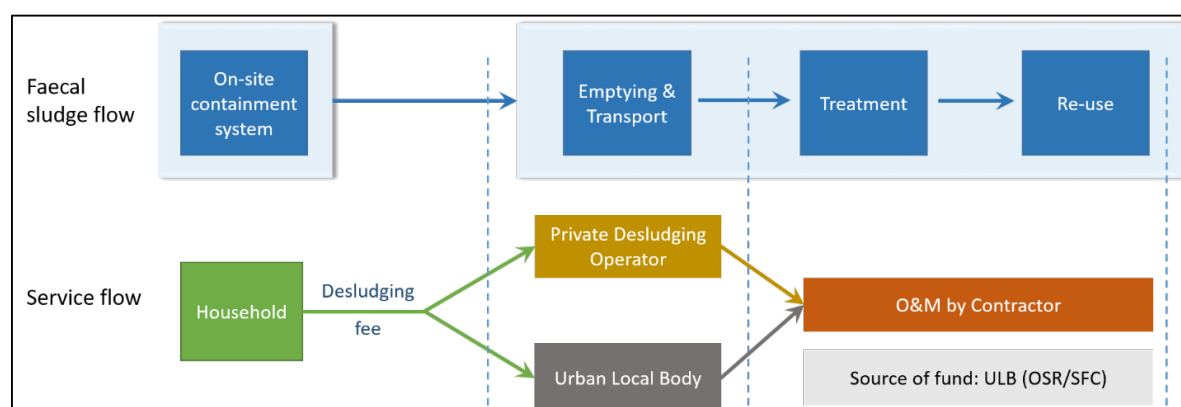 Faecal
sludge flow
On-site
containment
system
Emptying &
Transport
Treatment
Re-use
Service flow
Household
Desludging
fee
Private Desludging
Operator
Urban Local Body
O&M by Contractor
Source of fund: ULB (OSR/SFC)